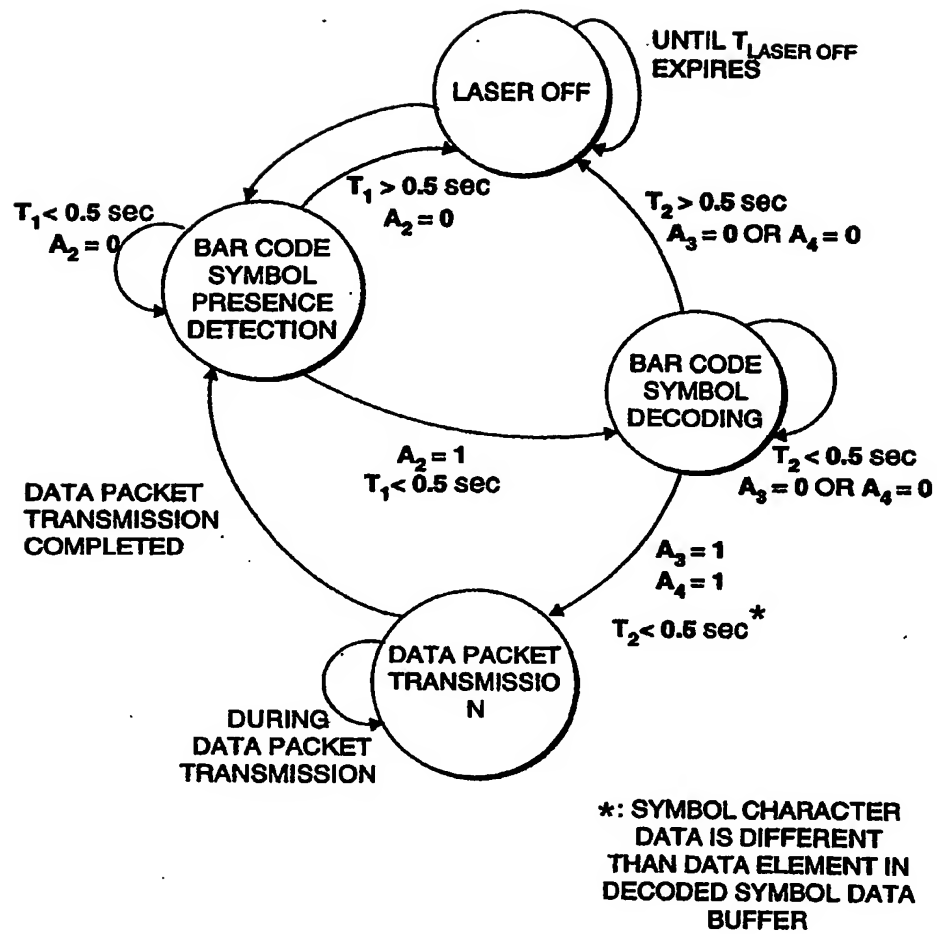 LASER OFF
UNTIL T LASER OFF
EXPIRES
T₁ > 0.5 sec
A₂ = 0
T₁ < 0.5 sec
A₂ = 0
BAR CODE
SYMBOL
PRESENCE
DETECTION
T₂ > 0.5 sec
A₃ = 0 OR A₄ = 0
BAR CODE
SYMBOL
DECODING
T₂ < 0.5 sec
A₃ = 0 OR A₄ = 0
A₂ = 1
T₁ < 0.5 sec
DATA PACKET
TRANSMISSION
COMPLETED
A₃ = 1
A₄ = 1
T₂ < 0.5 sec*
DATA PACKET
TRANSMISSIO
N
DURING
DATA PACKET
TRANSMISSION
*: SYMBOL CHARACTER
DATA IS DIFFERENT
THAN DATA ELEMENT IN
DECODED SYMBOL DATA
BUFFER